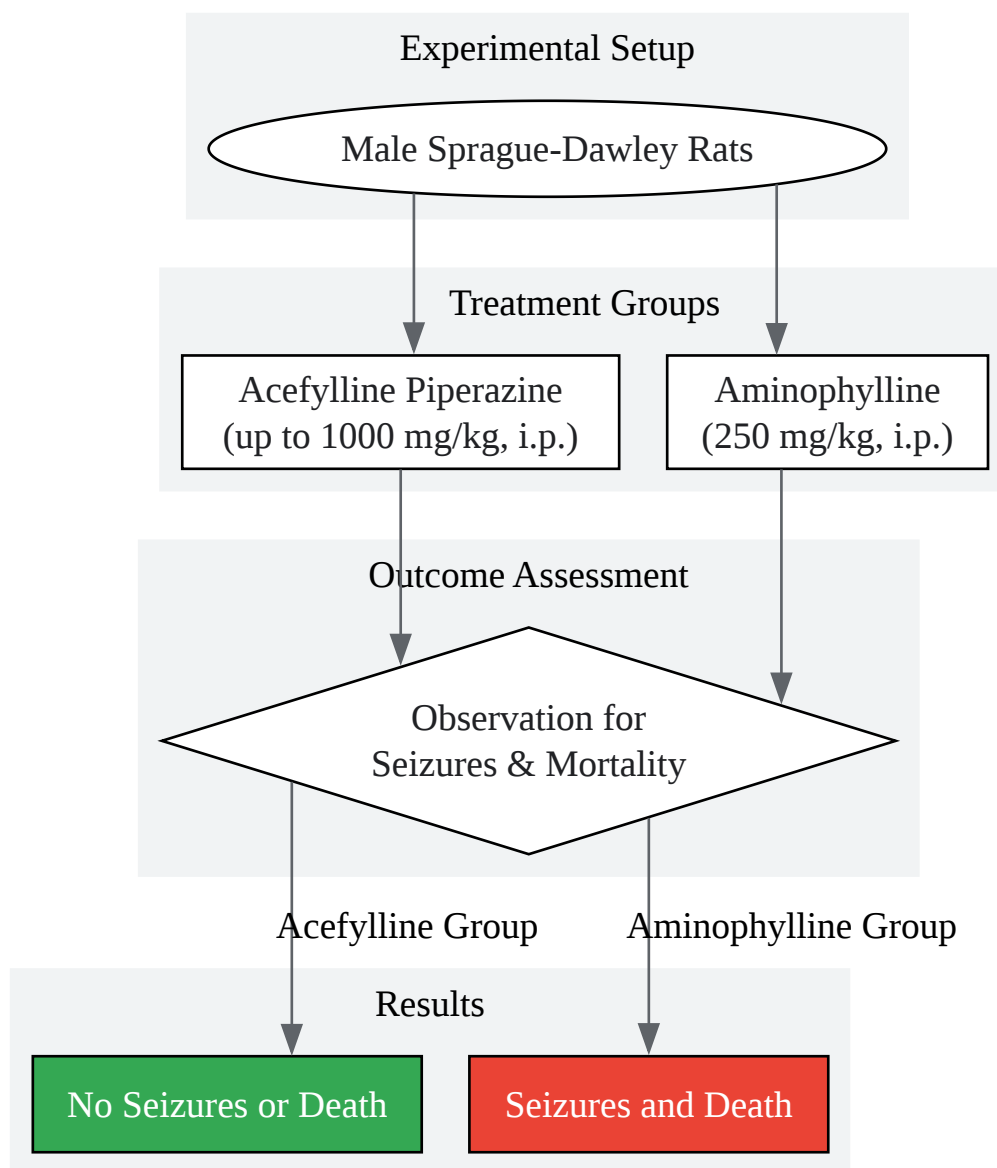 Experimental Setup
Male Sprague-Dawley Rats
Treatment Groups
Acefylline Piperazine
(up to 1000 mg/kg, i.p.)
Aminophylline
(250 mg/kg, i.p.)
Outcome Assessment
Observation for
Seizures & Mortality
Acefylline Group
Aminophylline Group
Results
No Seizures or Death
Seizures and Death